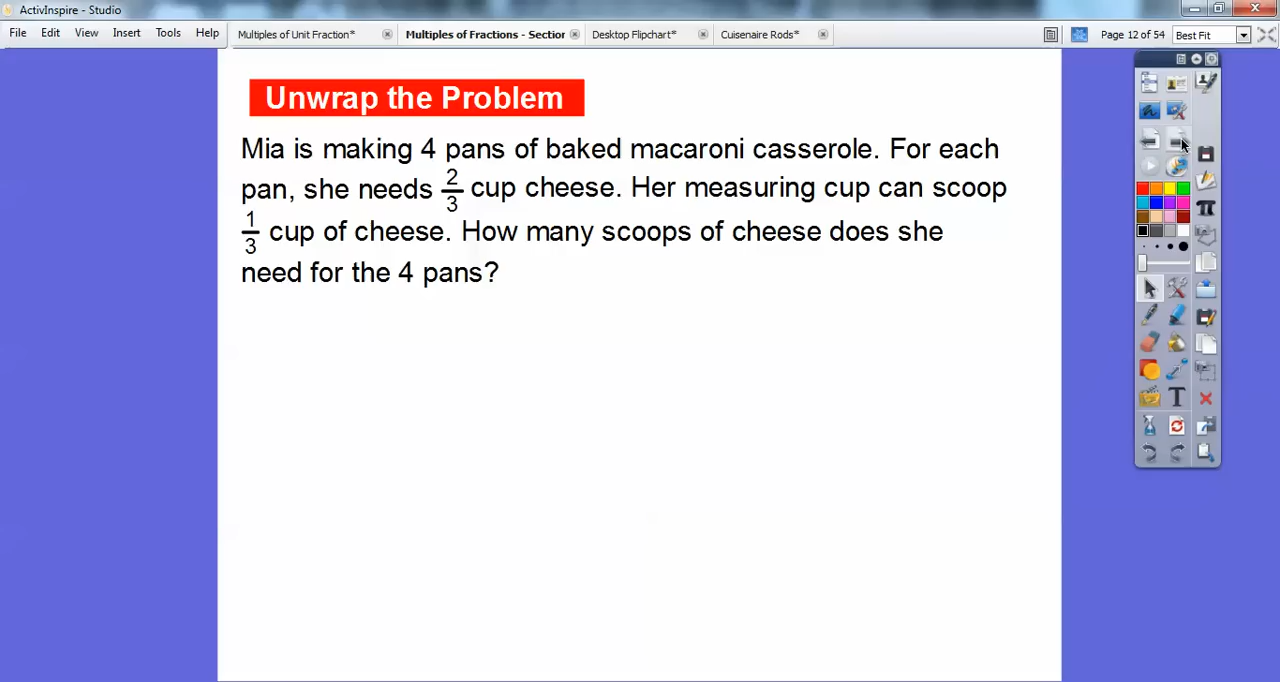 ActivInspire - Studio
File Edit View Insert Tools Help
Multiples of Unit Fraction* Multiples of Fractions - Section Desktop Flipchart* Cuisenaire Rods* Page 12 of 54 Best Fit
Unwrap the Problem
Mia is making 4 pans of baked macaroni casserole. For each
pan, she needs 2/3 cup cheese. Her measuring cup can scoop
1/3 cup of cheese. How many scoops of cheese does she
need for the 4 pans?